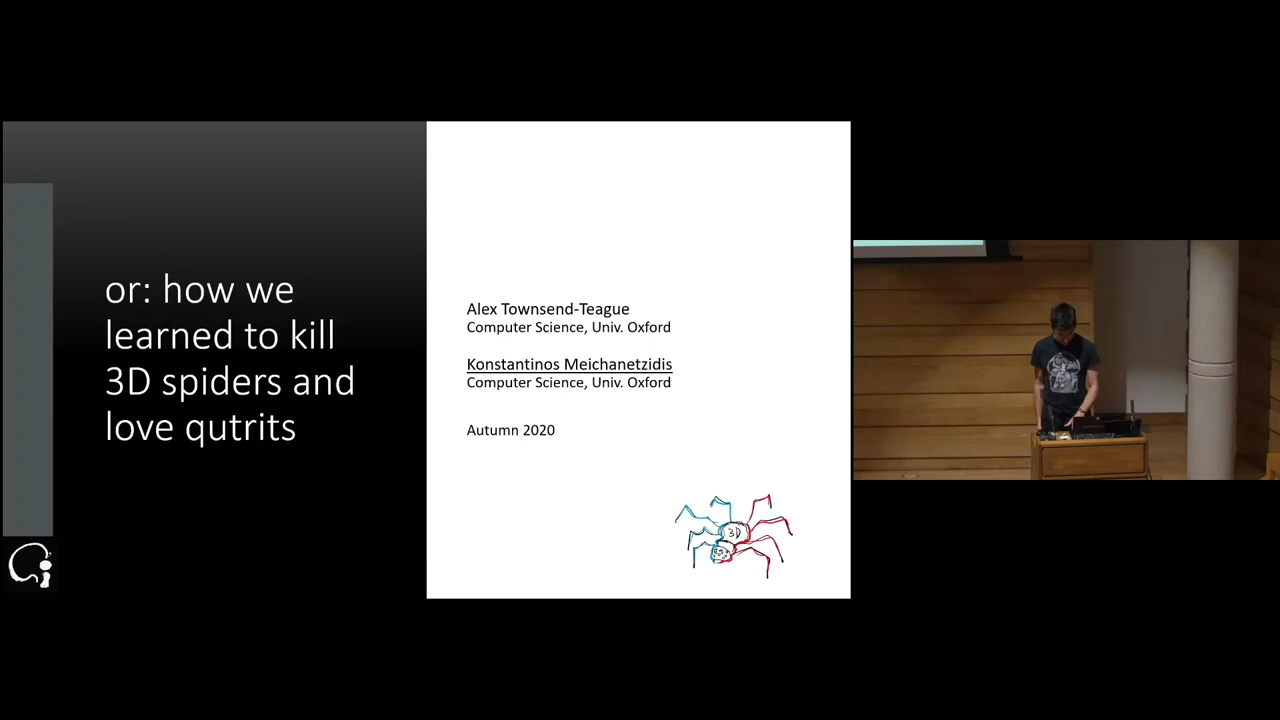 or: how we
learned to kill
3D spiders and
love qutrits
Alex Townsend-Teague
Computer Science, Univ. Oxford
Konstantinos Meichanetzidis
Computer Science, Univ. Oxford
Autumn 2020
3D